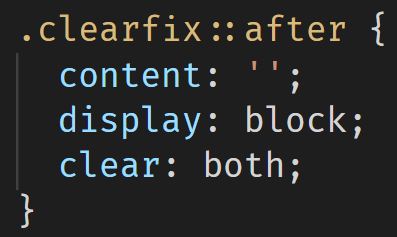 .clearfix::after {
  content: '';
  display: block;
  clear: both;
}